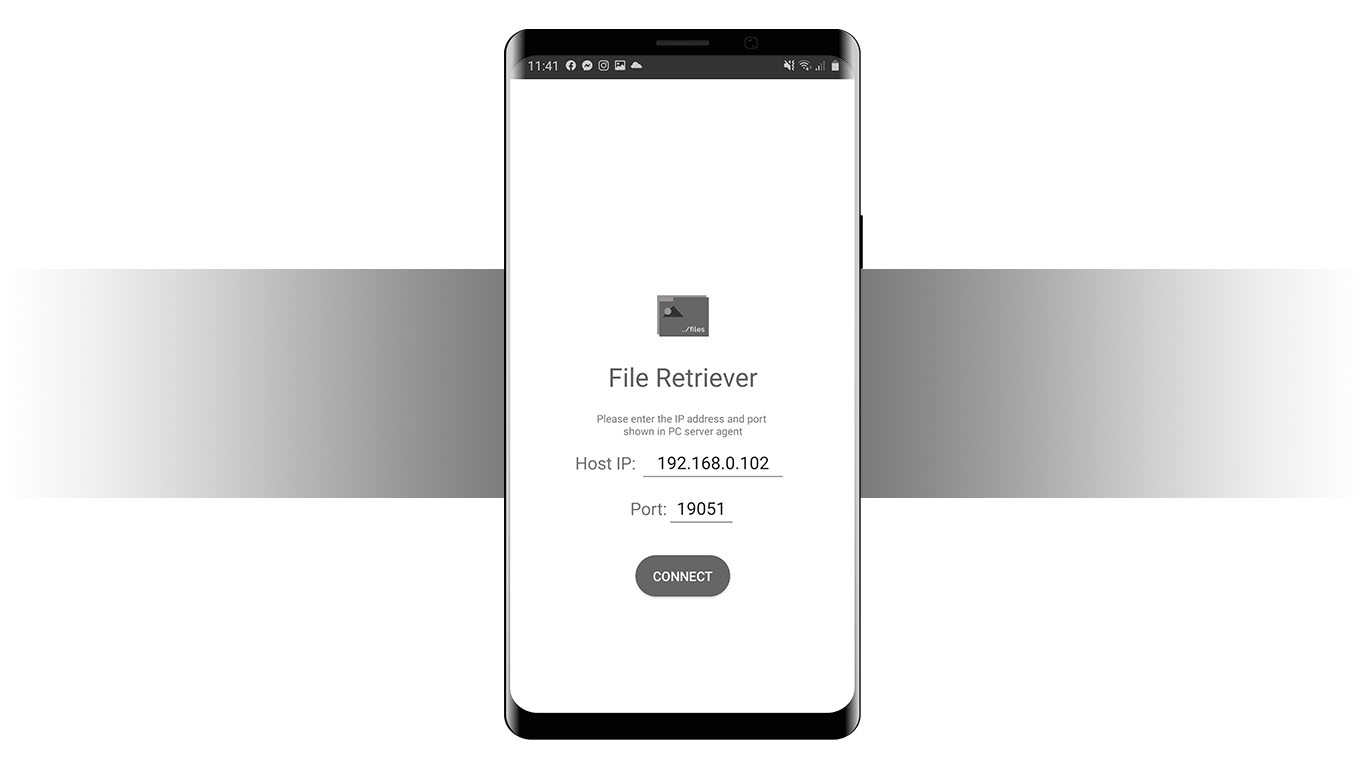 11:41
../files
File Retriever
Please enter the IP address and port
shown in PC server agent
Host IP: 192.168.0.102
Port: 19051
CONNECT